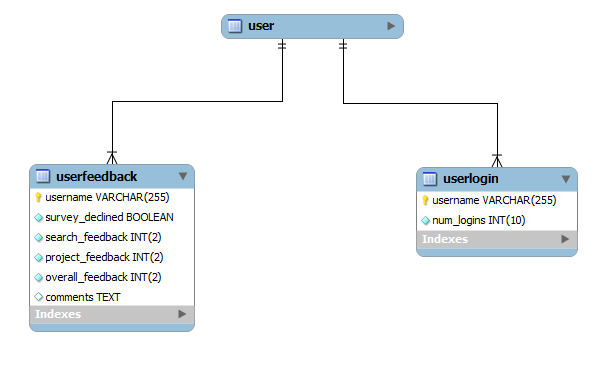 user
userfeedback
username VARCHAR(255)
survey_declined BOOLEAN
search_feedback INT(2)
project_feedback INT(2)
overall_feedback INT(2)
comments TEXT
Indexes
userlogin
username VARCHAR(255)
num_logins INT(10)
Indexes